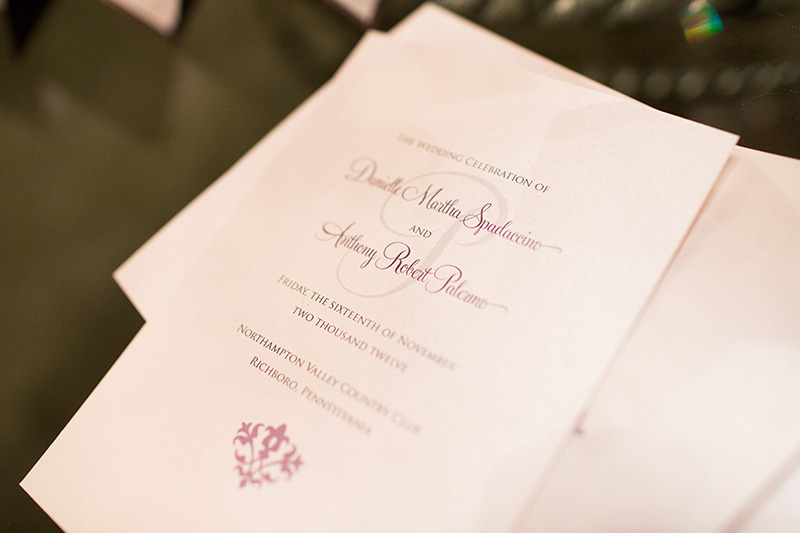 The Wedding Celebration of
P
Danielle Martha Spadaccino
and
Anthony Robert Palermo
Friday, the sixteenth of November
two thousand twelve
Northampton Valley Country Club
Richboro, Pennsylvania